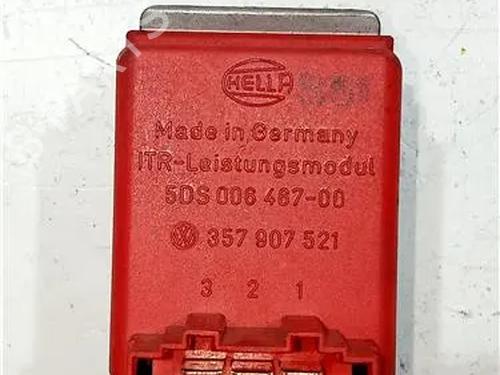 HELLA
Made in Germany
ITR-Leistungsmodul
5DS 006 467-00
357 907 521
3 2 1